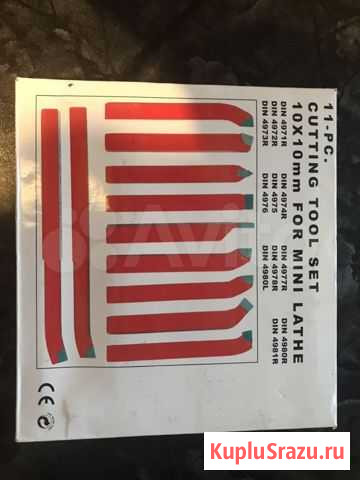 11-PC.
CUTTING TOOL SET
10X10mm FOR MINI LATHE
DIN 4971R
DIN 4972R
DIN 4973R
DIN 4974R
DIN 4975
DIN 4976
DIN 4977R
DIN 4978R
DIN 4980L
DIN 4980R
DIN 4981R
CE
Avito
KupluSrazu.ru